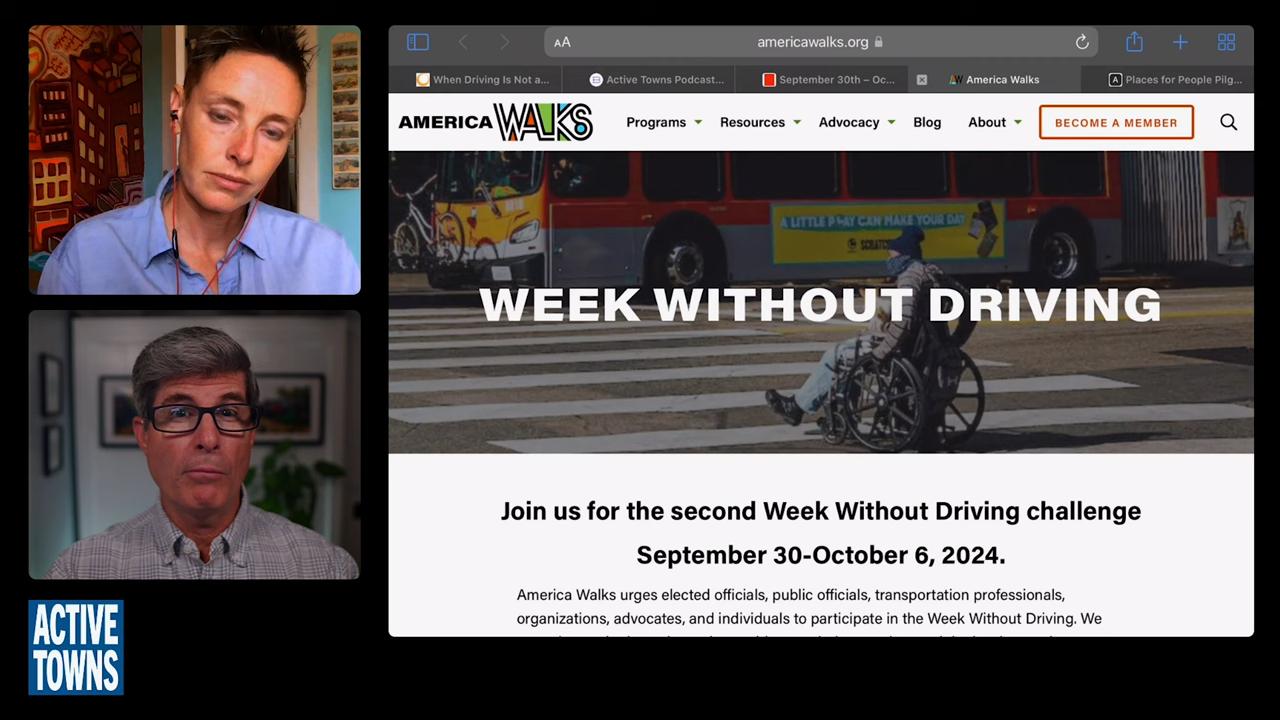 AA
americawalks.org
When Driving Is Not a...
Active Towns Podcast...
September 30th – Oc...
America Walks
Places for People Pilg...
AMERICA WALKS
Programs
Resources
Advocacy
Blog
About
BECOME A MEMBER
A LITTLE PLAY CAN MAKE YOUR DAY
WEEK WITHOUT DRIVING
Join us for the second Week Without Driving challenge
September 30-October 6, 2024.
America Walks urges elected officials, public officials, transportation professionals,
organizations, advocates, and individuals to participate in the Week Without Driving. We
ACTIVE
TOWNS